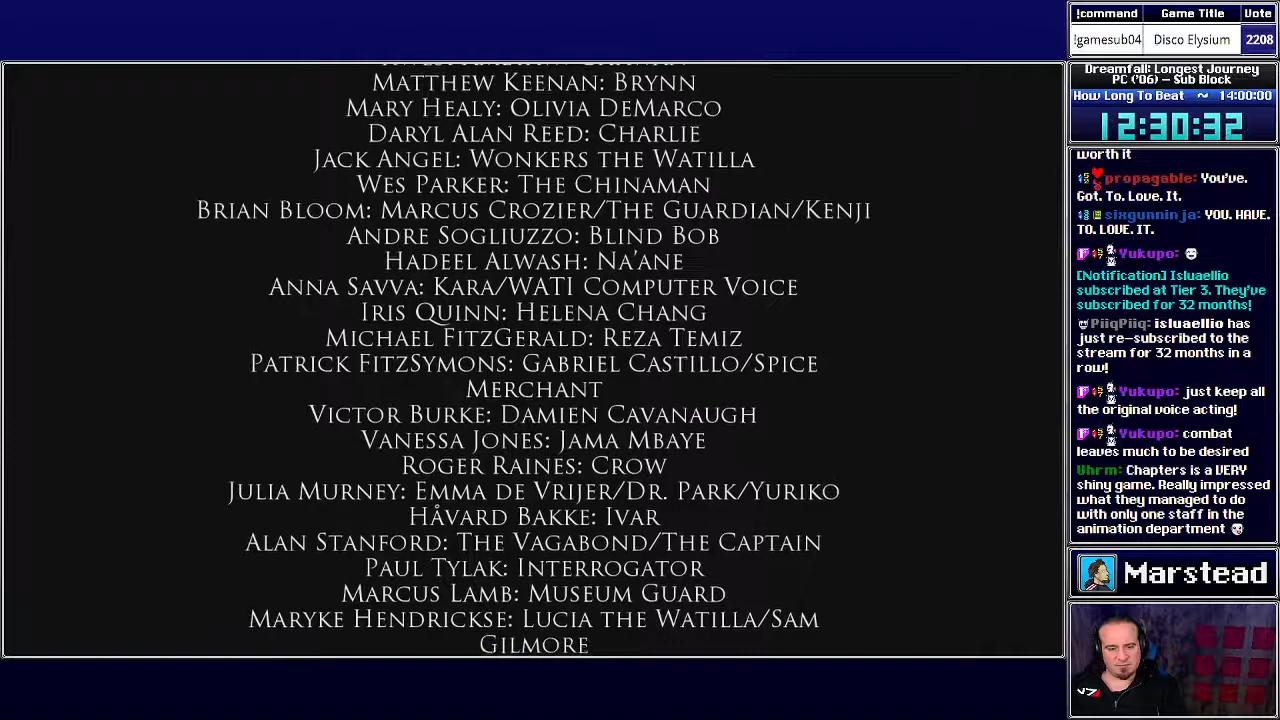 Matthew Keenan: Brynn
Mary Healy: Olivia DeMarco
Daryl Alan Reed: Charlie
Jack Angel: Wonkers the Watilla
Wes Parker: The Chinaman
Brian Bloom: Marcus Crozier/The Guardian/Kenji
Andre Sogliuzzo: Blind Bob
Hadeel Alwash: Na'ane
Anna Savva: Kara/WATI Computer Voice
Iris Quinn: Helena Chang
Michael FitzGerald: Reza Temiz
Patrick FitzSymons: Gabriel Castillo/Spice
Merchant
Victor Burke: Damien Cavanaugh
Vanessa Jones: Jama Mbaye
Roger Raines: Crow
Julia Murney: Emma de Vrijer/Dr. Park/Yuriko
Håvard Bakke: Ivar
Alan Stanford: The Vagabond/The Captain
Paul Tylak: Interrogator
Marcus Lamb: Museum Guard
Maryke Hendrickse: Lucia the Watilla/Sam
Gilmore
!command Game Title Vote
!gamesub04 Disco Elysium 2208
Dreamfall: Longest Journey
PC ('06) – Sub Block
How Long To Beat ~ 14:00:00
12:30:32
worth it
propagable: You've.
Got. To. Love. It.
sixgunninja: YOU. HAVE.
TO. LOVE. IT.
Yukupo:
[Notification] Isluaellio
subscribed at Tier 3. They've
subscribed for 32 months!
PiiqPiiq: isluaellio has
just re-subscribed to the
stream for 32 months in a
row!
Yukupo: just keep all
the original voice acting!
Yukupo: combat
leaves much to be desired
Uhrm: Chapters is a VERY
shiny game. Really impressed
what they managed to do
with only one staff in the
animation department
Marstead